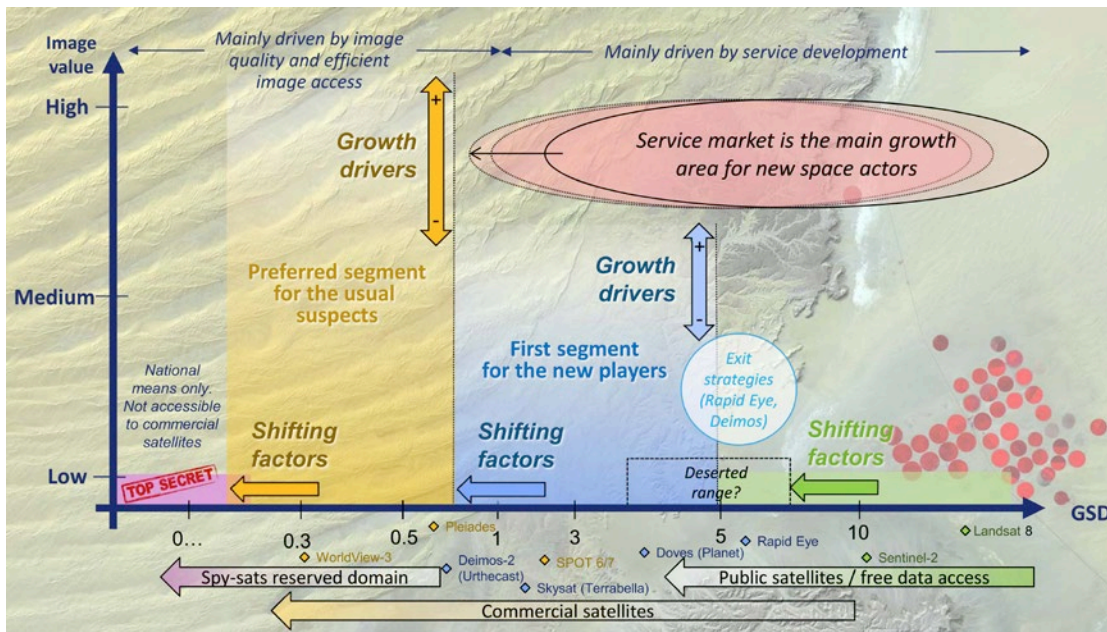 Image
value
Mainly driven by image
quality and efficient
image access
Mainly driven by service development
High
+
Growth
drivers
-
Service market is the main growth
area for new space actors
+
Growth
drivers
-
Preferred segment
for the usual
suspects
Medium
First segment
for the new players
Exit
strategies
(Rapid Eye,
Deimos)
National
means only.
Not accessible
to commercial
satellites
Shifting
factors
Shifting
factors
Shifting
factors
Low
TOP SECRET
Deserted
range?
GSD
0... 0.3 0.5 1 3 5 10
Pleiades
Landsat 8
WorldView-3
Deimos-2
(Urthecast)
SPOT 6/7
Doves (Planet)
Rapid Eye
Sentinel-2
Skysat (Terrabella)
Spy-sats reserved domain
Public satellites / free data access
Commercial satellites